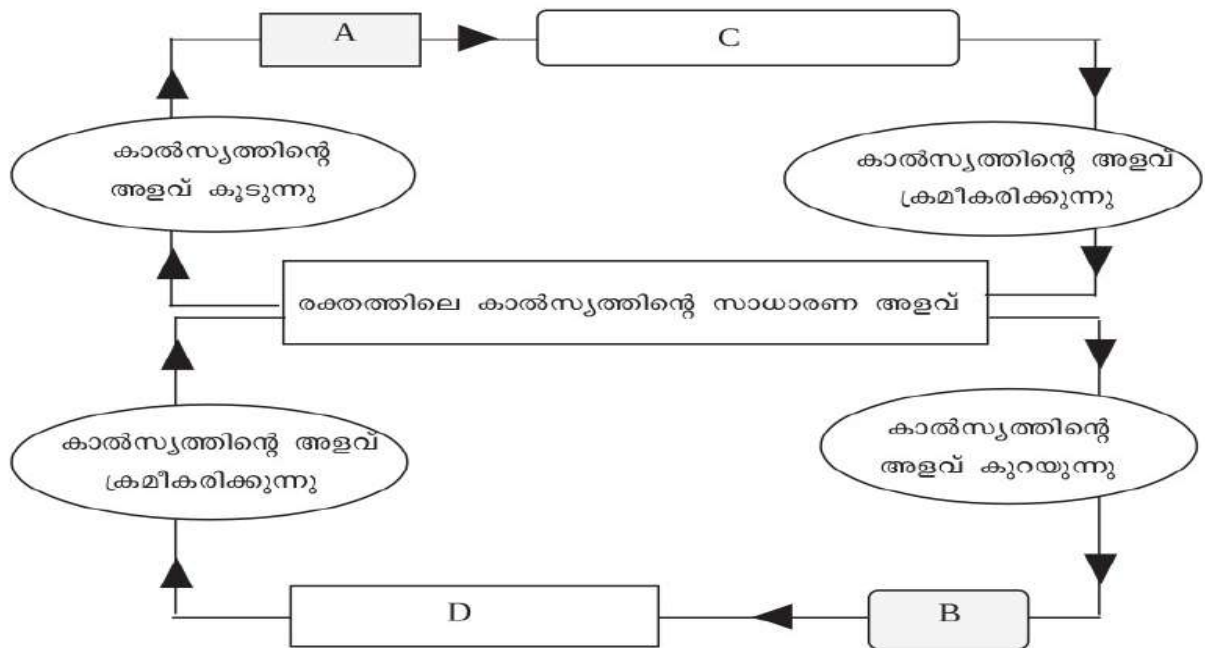 A
C
കാൽസ്യത്തിന്റെ
അളവ് കൂടുന്നു
കാൽസ്യത്തിന്റെ അളവ്
ക്രമീകരിക്കുന്നു
രക്തത്തിലെ കാൽസ്യത്തിന്റെ സാധാരണ അളവ്
കാൽസ്യത്തിന്റെ അളവ്
ക്രമീകരിക്കുന്നു
കാൽസ്യത്തിന്റെ
അളവ് കുറയുന്നു
D
B